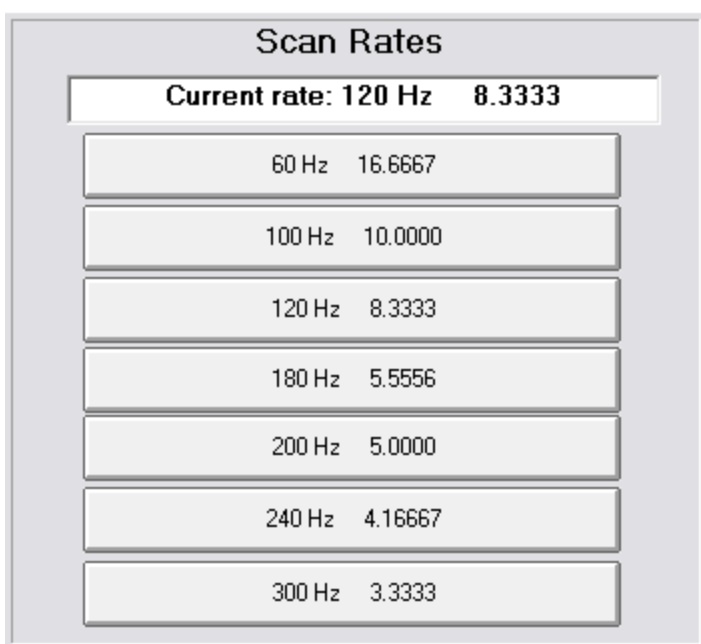 Scan Rates
Current rate: 120 Hz 8.3333
60 Hz 16.6667
100 Hz 10.0000
120 Hz 8.3333
180 Hz 5.5556
200 Hz 5.0000
240 Hz 4.16667
300 Hz 3.3333